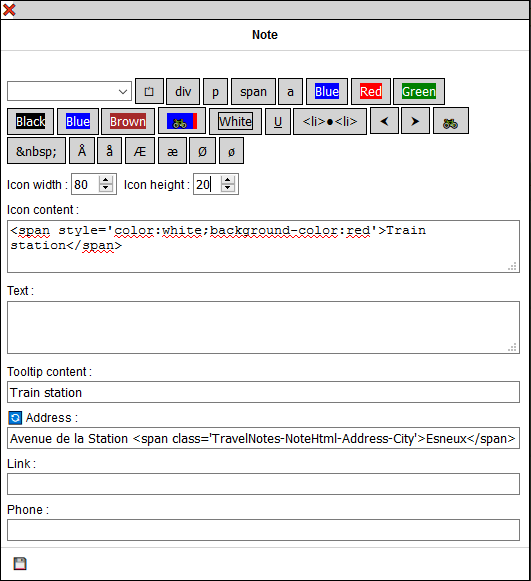 Note
div p span a Blue Red Green
Black Blue Brown White U <li>●<li>
&nbsp; Å å Æ æ Ø ø
Icon width : 80 Icon height : 20
Icon content :
<span style='color:white;background-color:red'>Train
station</span>
Text :
Tooltip content :
Train station
Address :
Avenue de la Station <span class='TravelNotes-NoteHtml-Address-City'>Esneux</span>
Link :
Phone :